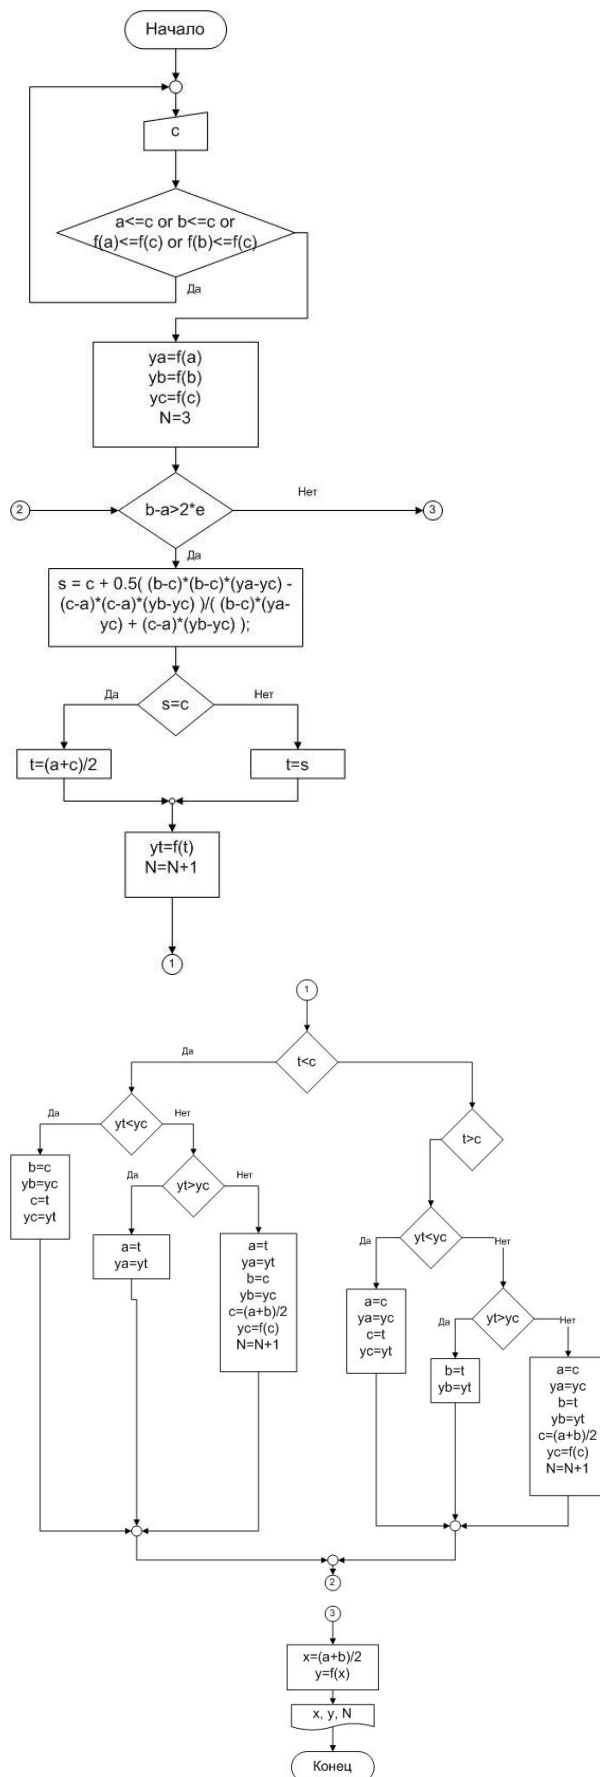 Начало
c
a<=c or b<=c or
f(a)<=f(c) or f(b)<=f(c)
Да
ya=f(a)
yb=f(b)
yc=f(c)
N=3
2
b-a>2*e
Нет
3
Да
s = c + 0.5( (b-c)*(b-c)*(ya-yc) -
(c-a)*(c-a)*(yb-yc) )/( (b-c)*(ya-
yc) + (c-a)*(yb-yc) );
Да
s=c
Нет
t=(a+c)/2
t=s
yt=f(t)
N=N+1
1
1
Да
t<c
Да
yt<yc
Нет
t>c
b=c
yb=yc
c=t
yc=yt
Да
yt>yc
Нет
a=t
ya=yt
a=t
ya=yt
b=c
yb=yc
c=(a+b)/2
yc=f(c)
N=N+1
Да
yt<yc
Нет
a=c
ya=yc
c=t
yc=yt
Да
yt>yc
Нет
b=t
yb=yt
a=c
ya=yc
b=t
yb=yt
c=(a+b)/2
yc=f(c)
N=N+1
2
3
x=(a+b)/2
y=f(x)
x, y, N
Конец